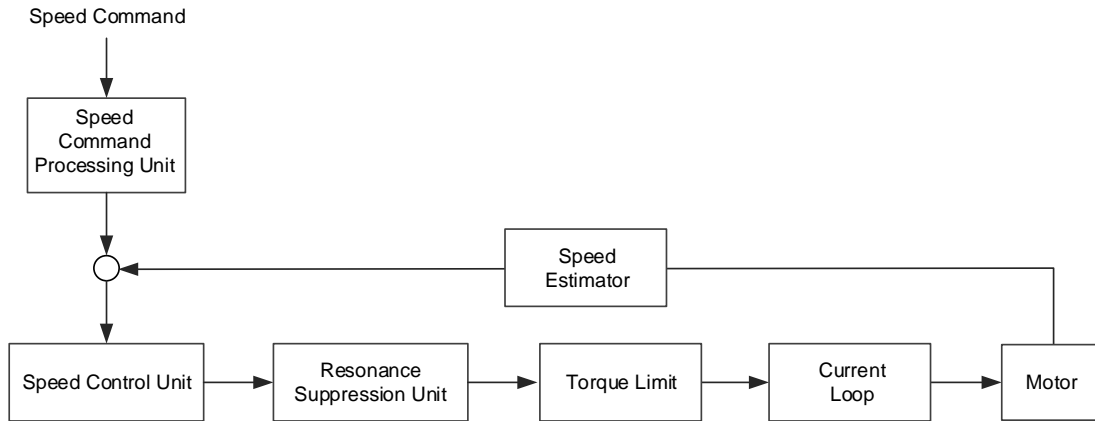 Speed Command
Speed
Command
Processing Unit
Speed
Estimator
Speed Control Unit
Resonance
Suppression Unit
Torque Limit
Current
Loop
Motor